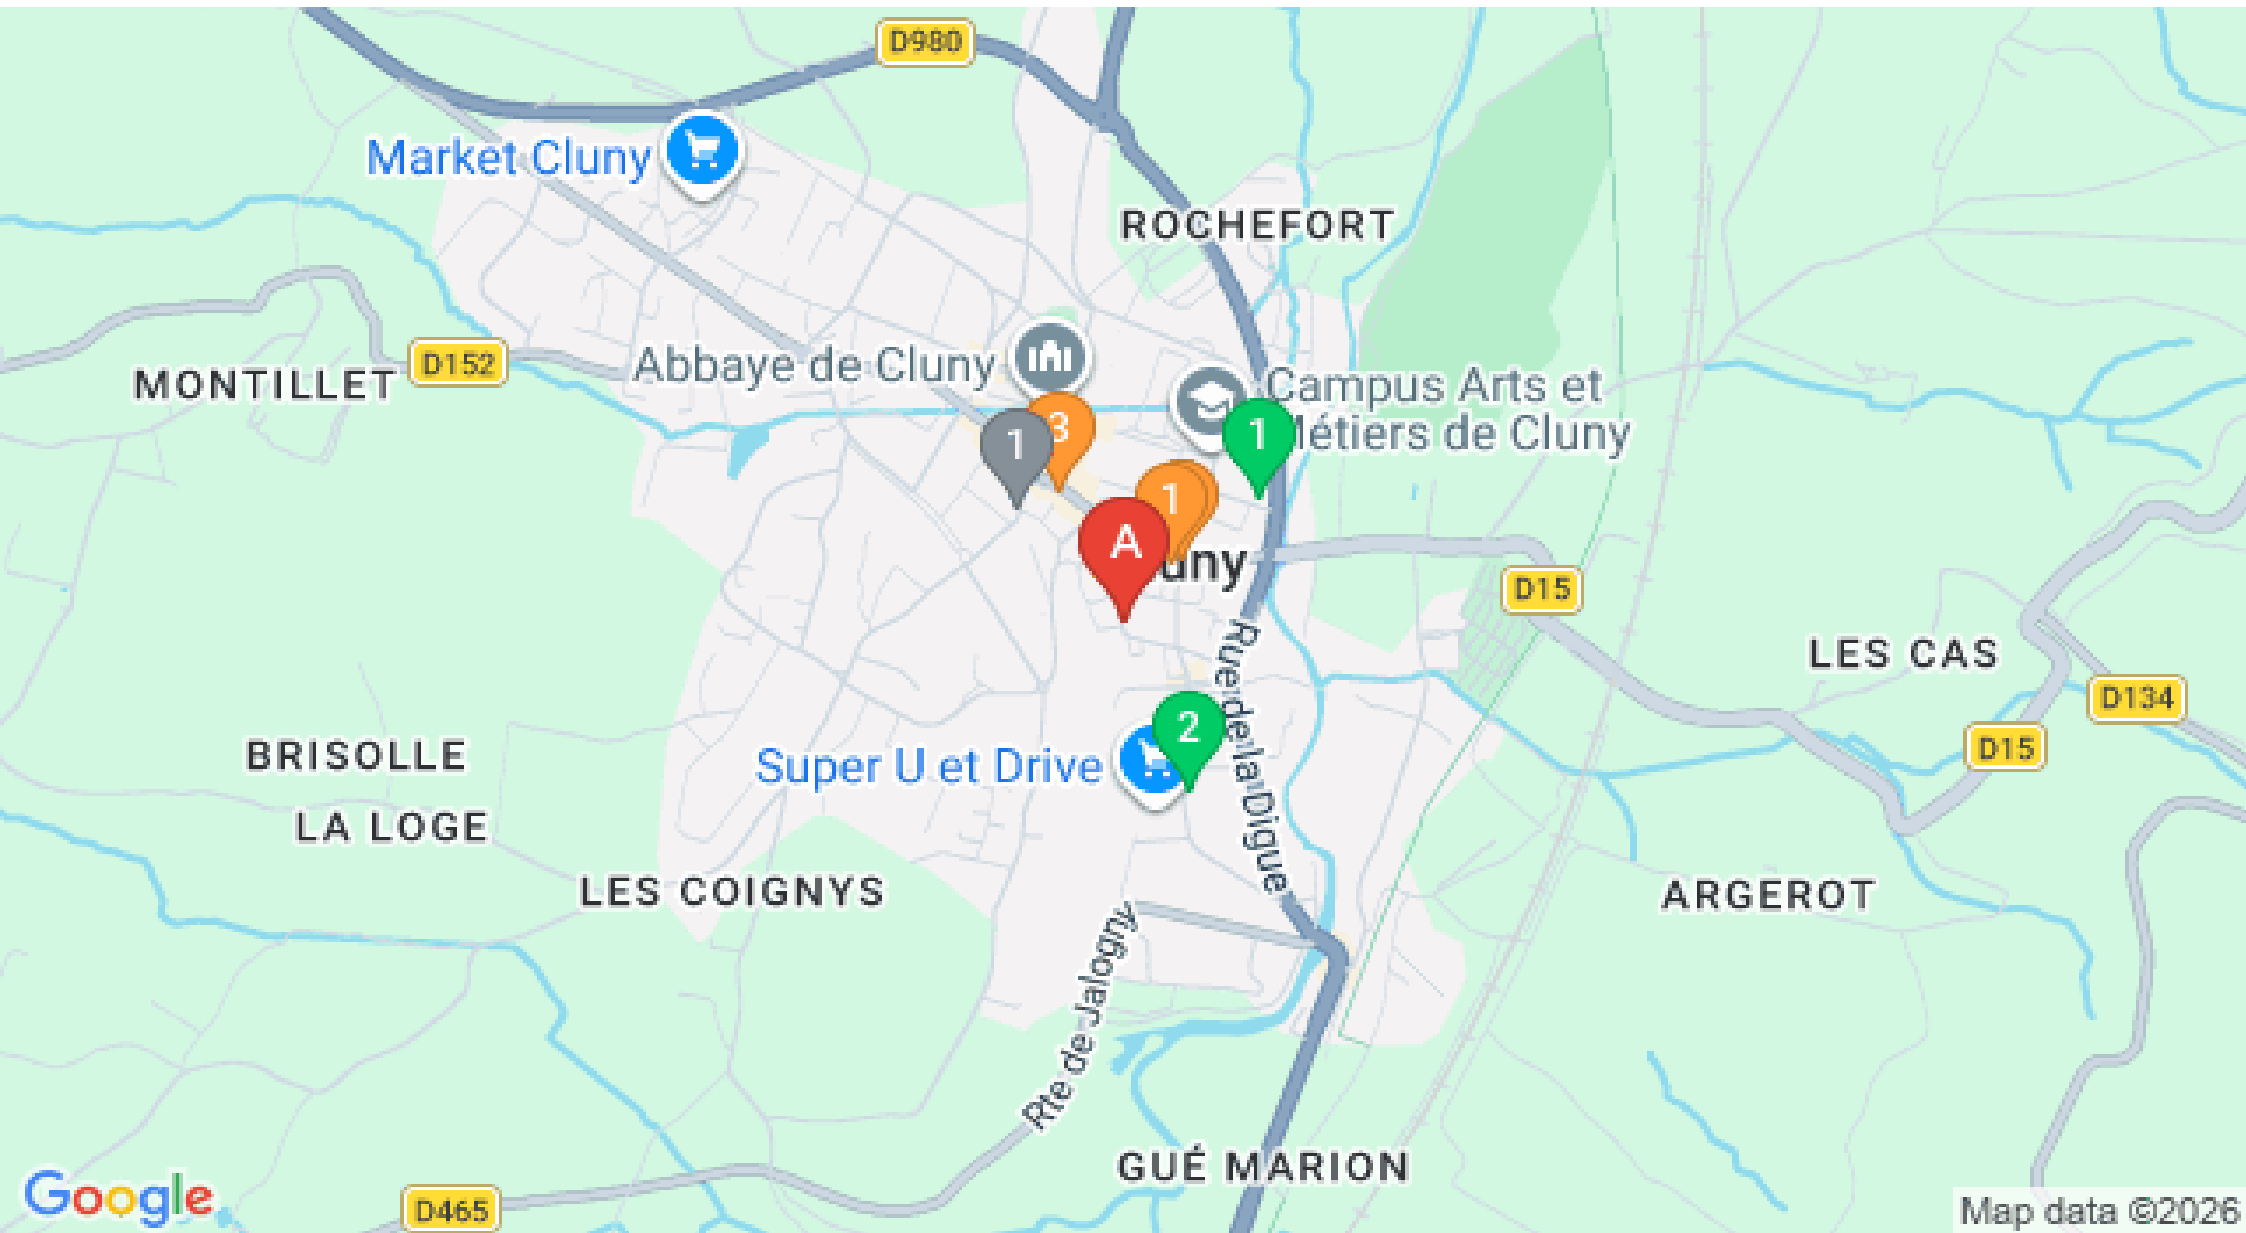 D980
Market Cluny
ROCHEFORT
Abbaye de Cluny
D152
MONTILLET
Campus Arts et
Métiers de Cluny
3
1
1
1
A
uny
D15
Rue de la Digue
LES CAS
D134
D15
2
BRISOLLE
Super U et Drive
LA LOGE
LES COIGNYS
ARGEROT
Rte de Jalogny
GUÉ MARION
D465
Google
Map data ©2026